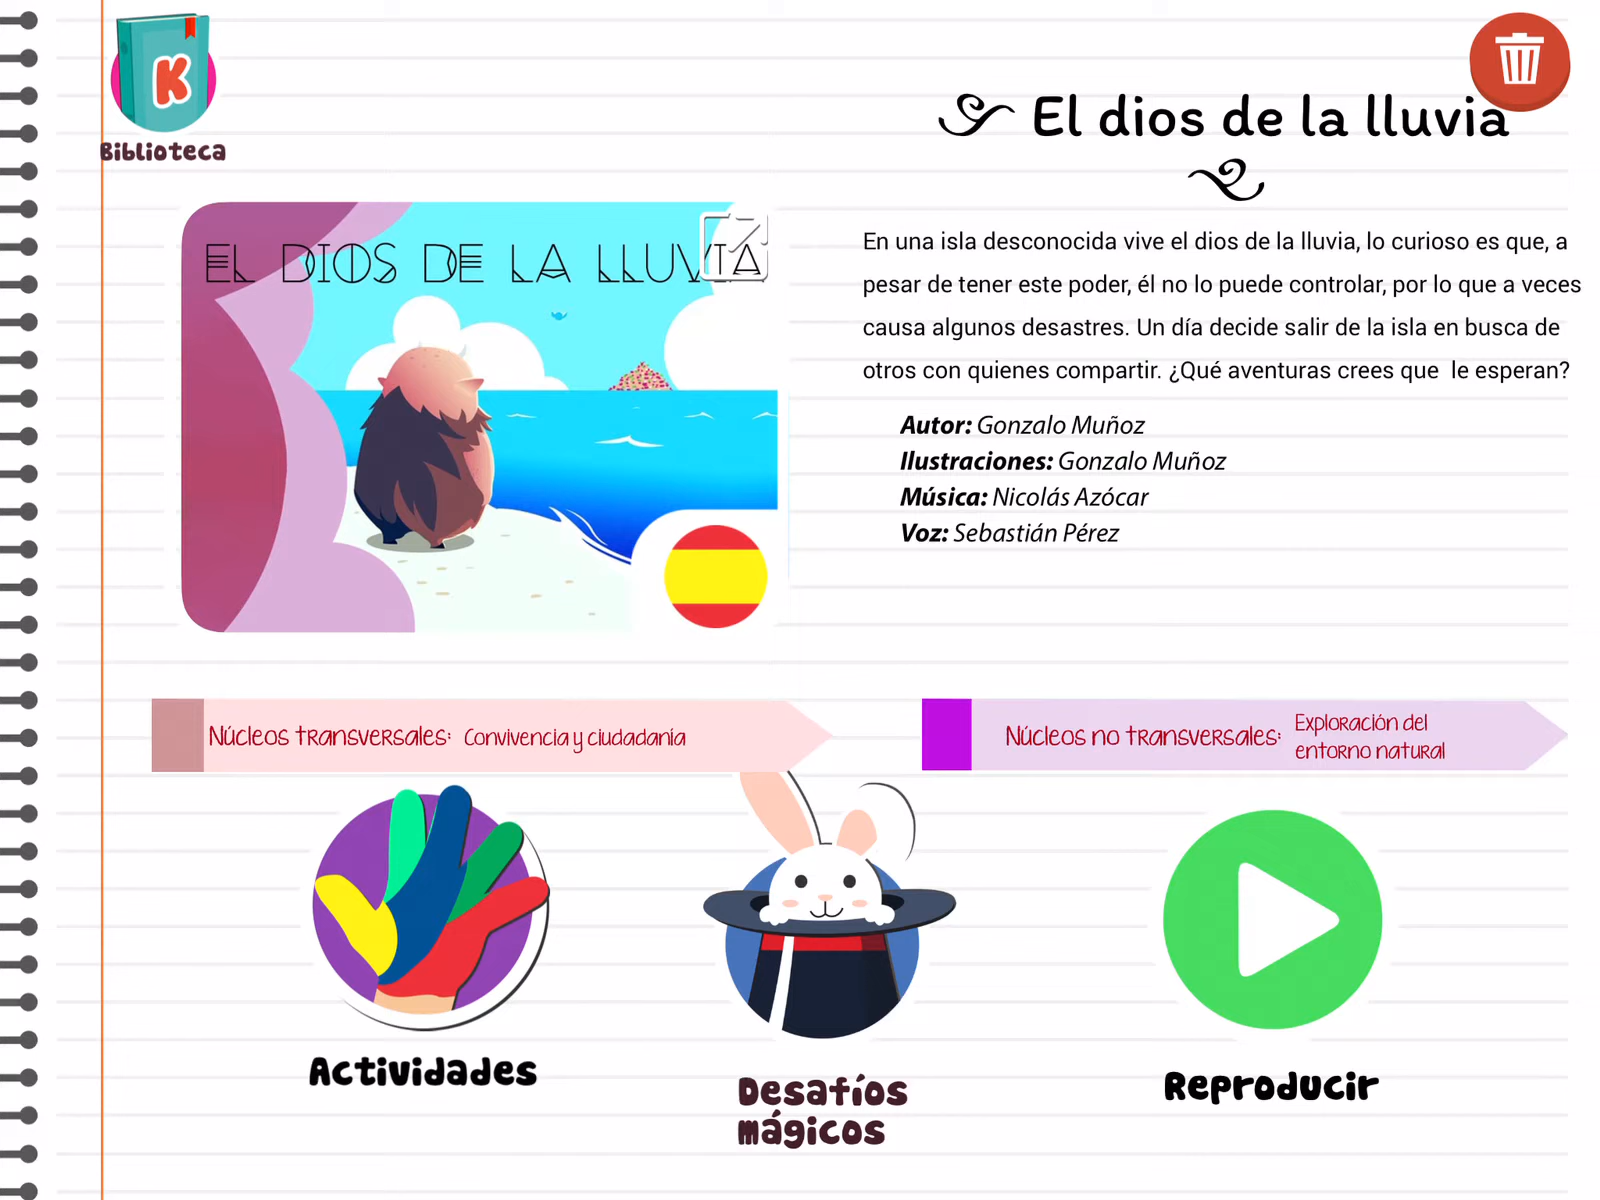 K
Biblioteca
El dios de la lluvia
EL DIOS DE LA LLUVIA
En una isla desconocida vive el dios de la lluvia, lo curioso es que, a
pesar de tener este poder, él no lo puede controlar, por lo que a veces
causa algunos desastres. Un día decide salir de la isla en busca de
otros con quienes compartir. ¿Qué aventuras crees que le esperan?
Autor: Gonzalo Muñoz
Ilustraciones: Gonzalo Muñoz
Música: Nicolás Azócar
Voz: Sebastián Pérez
Núcleos transversales: Convivencia y ciudadanía
Núcleos no transversales: Exploración del
entorno natural
Actividades
Desafíos
mágicos
Reproducir